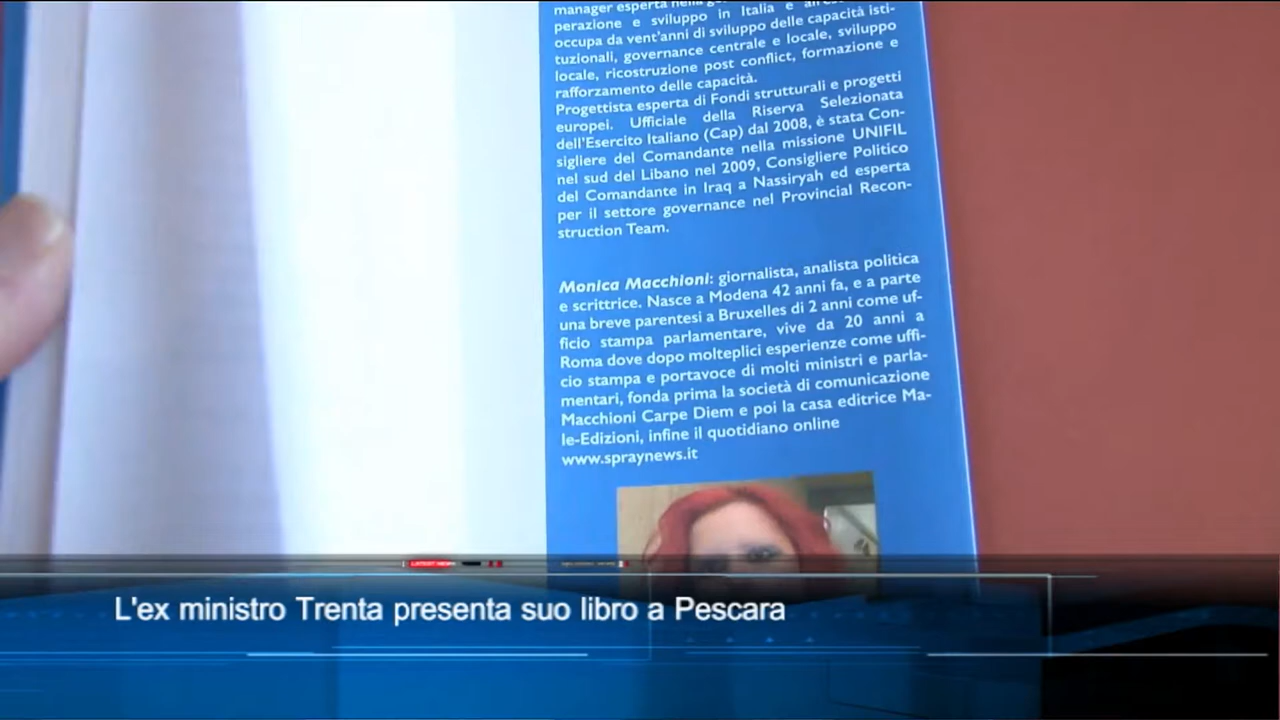 manager esperta nella
perazione e sviluppo in Italia e
occupa da vent'anni di sviluppo delle capacità isti-
tuzionali, governance centrale e locale, sviluppo
locale, ricostruzione post conflict, formazione e
rafforzamento delle capacità.
Progettista esperta di Fondi strutturali e progetti
europei. Ufficiale della Riserva Selezionata
dell'Esercito Italiano (Cap) dal 2008, è stata Con-
sigliere del Comandante nella missione UNIFIL
nel sud del Libano nel 2009, Consigliere Politico
del Comandante in Iraq a Nassiryah ed esperta
per il settore governance nel Provincial Recon-
struction Team.
Monica Macchioni: giornalista, analista politica
e scrittrice. Nasce a Modena 42 anni fa, e a parte
una breve parentesi a Bruxelles di 2 anni come uf-
ficio stampa parlamentare, vive da 20 anni a
Roma dove dopo molteplici esperienze come uffi-
cio stampa e portavoce di molti ministri e parla-
mentari, fonda prima la società di comunicazione
Macchioni Carpe Diem e poi la casa editrice Ma-
le-Edizioni, infine il quotidiano online
www.spraynews.it
LATEST NEWS
L'ex ministro Trenta presenta suo libro a Pescara